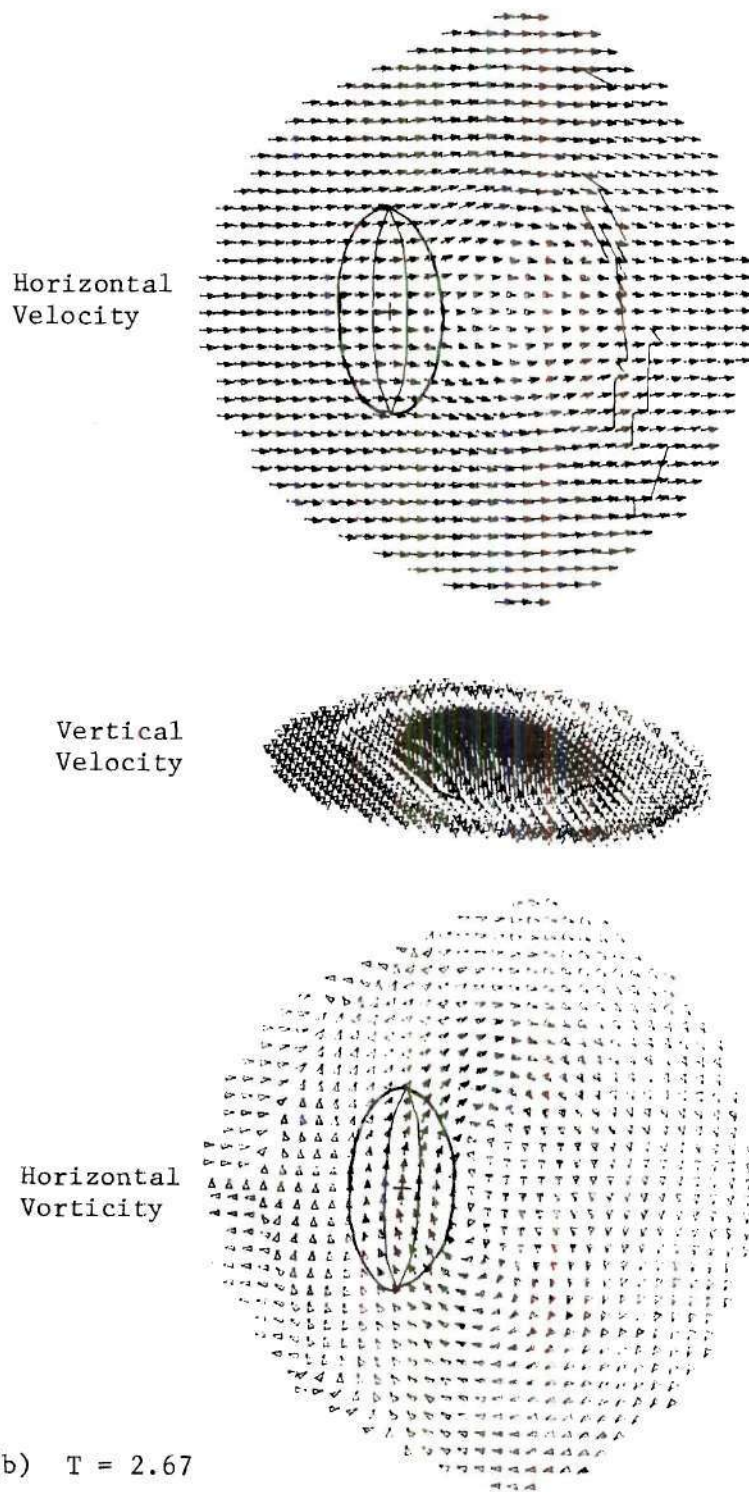 Horizontal
Velocity
Vertical
Velocity
Horizontal
Vorticity
b) T = 2.67